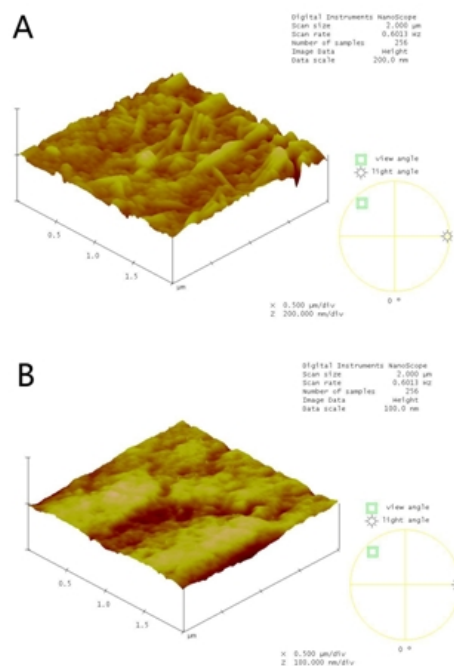 A
Digital Instruments NanoScope
Scan size 2.000 µm
Scan rate 0.6013 Hz
Number of samples 256
Image Data Height
Data scale 200.0 nm
view angle
light angle
0.5
1.0
1.5
µm
0 °
X 0.500 µm/div
Z 200.000 nm/div
B
Digital Instruments NanoScope
Scan size 2.000 µm
Scan rate 0.6013 Hz
Number of samples 256
Image Data Height
Data scale 100.0 nm
view angle
light angle
0.5
1.0
1.5
µm
0 °
X 0.500 µm/div
Z 100.000 nm/div